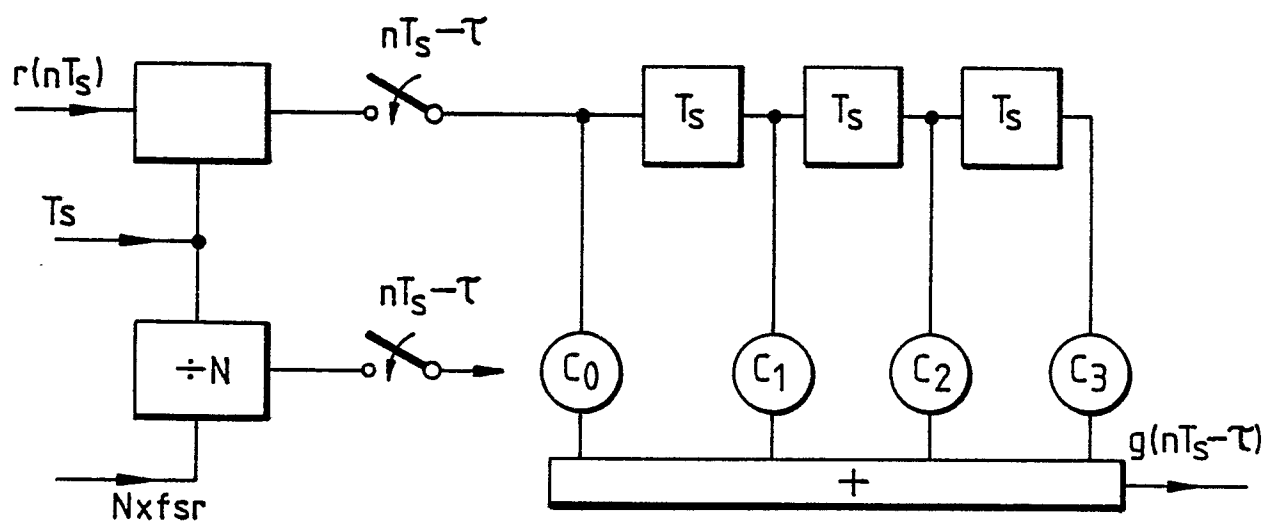 nTs-τ
r(nTs)
Ts
Ts
Ts
Ts
nTs-τ
÷N
C0
C1
C2
C3
g(nTs-τ)
+
Nxfsr